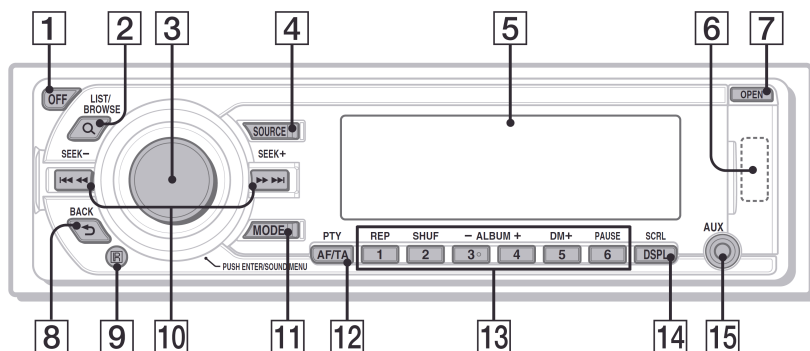 1 2 3 4 5 6 7
OFF
LIST/
BROWSE
SOURCE
OPEN
SEEK− SEEK+
BACK
MODE
PTY REP SHUF − ALBUM + DM+ PAUSE SCRL AUX
AF/TA 1 2 3 4 5 6 DSPL
R
PUSH ENTER/SOUND MENU
8 9 10 11 12 13 14 15